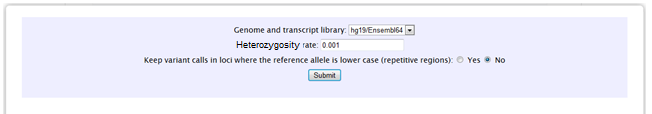 Genome and transcript library: hg19/Ensembl64
Heterozygosity rate: 0.001
Keep variant calls in loci where the reference allele is lower case (repetitive regions): Yes No
Submit